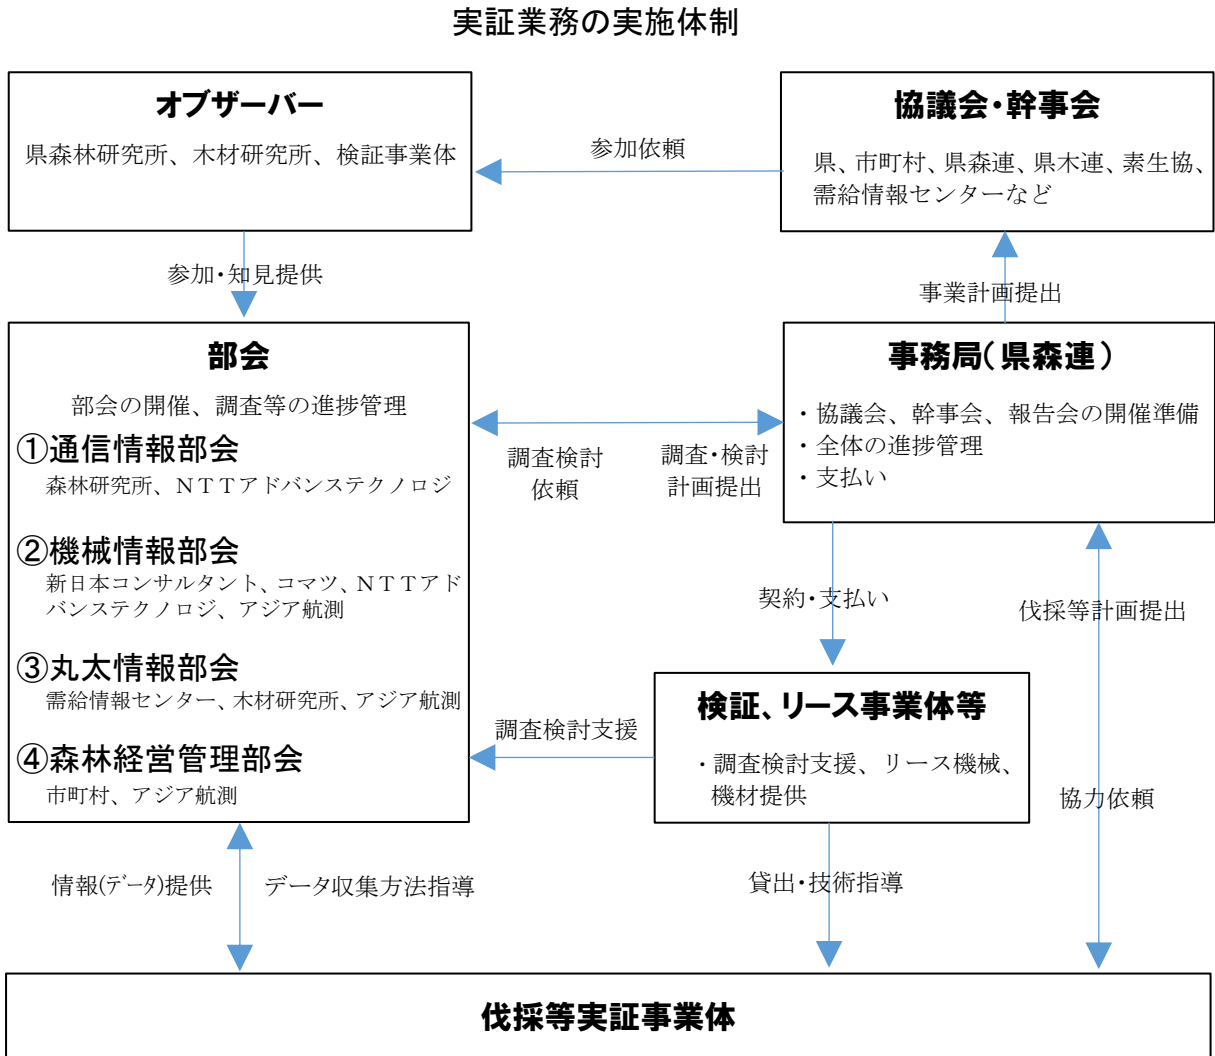 実証業務の実施体制
オブザーバー
県森林研究所、木材研究所、検証事業体
参加依頼
協議会・幹事会
県、市町村、県森連、県木連、素生協、
需給情報センターなど
参加・知見提供
事業計画提出
部会
部会の開催、調査等の進捗管理
①通信情報部会
森林研究所、NTTアドバンステクノロジ
②機械情報部会
新日本コンサルタント、コマツ、NTTアド
バンステクノロジ、アジア航測
③丸太情報部会
需給情報センター、木材研究所、アジア航測
④森林経営管理部会
市町村、アジア航測
調査検討
依頼
調査・検討
計画提出
事務局（県森連）
・協議会、幹事会、報告会の開催準備
・全体の進捗管理
・支払い
契約・支払い
伐採等計画提出
調査検討支援
検証、リース事業体等
・調査検討支援、リース機械、
機材提供
協力依頼
情報(データ)提供
データ収集方法指導
貸出・技術指導
伐採等実証事業体